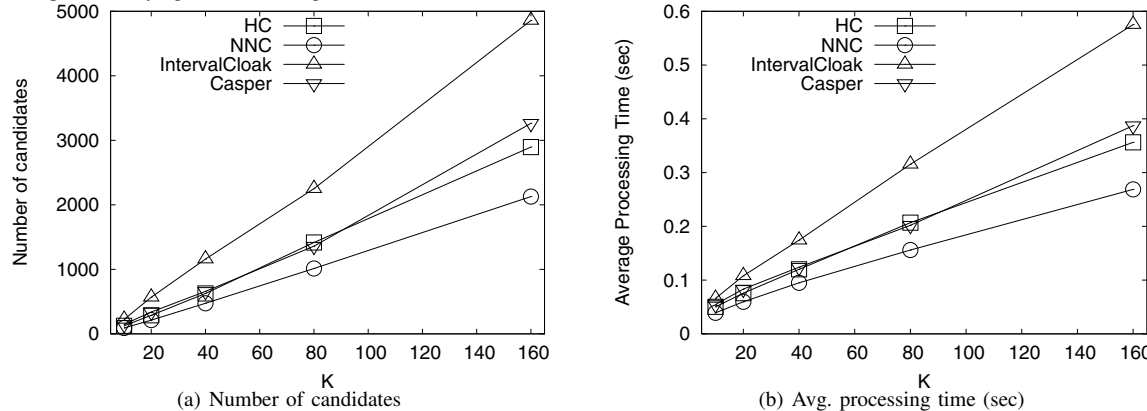 5000
4000
3000
2000
1000
0
Number of candidates
HC
NNC
IntervalCloak
Casper
20 40 60 80 100 120 140 160
K
(a) Number of candidates
0.6
0.5
0.4
0.3
0.2
0.1
0
Average Processing Time (sec)
HC
NNC
IntervalCloak
Casper
20 40 60 80 100 120 140 160
K
(b) Avg. processing time (sec)